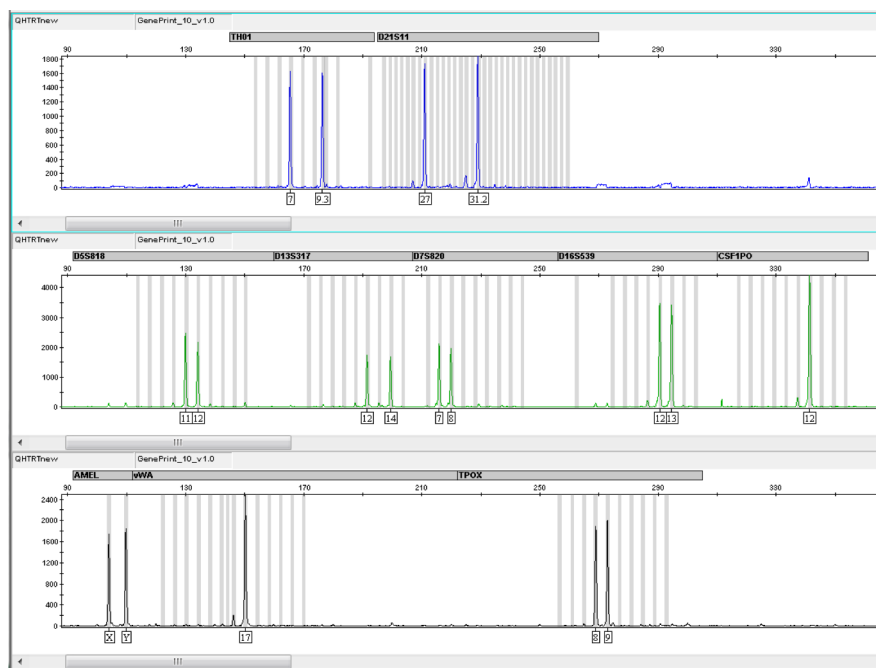 QHTRTnew GenePrint_10_v1.0
TH01 D21S11
90 130 170 210 250 290 330
1800
1600
1400
1200
1000
800
600
400
200
0
7 9.3 27 31.2
QHTRTnew GenePrint_10_v1.0
D5S818 D13S317 D7S820 D16S539 CSF1PO
90 130 170 210 250 290 330
4000
3000
2000
1000
0
11 12 12 14 7 8 12 13 12
QHTRTnew GenePrint_10_v1.0
AMEL vWA TPOX
90 130 170 210 250 290 330
2400
2000
1600
1200
800
400
0
X Y 17 8 9